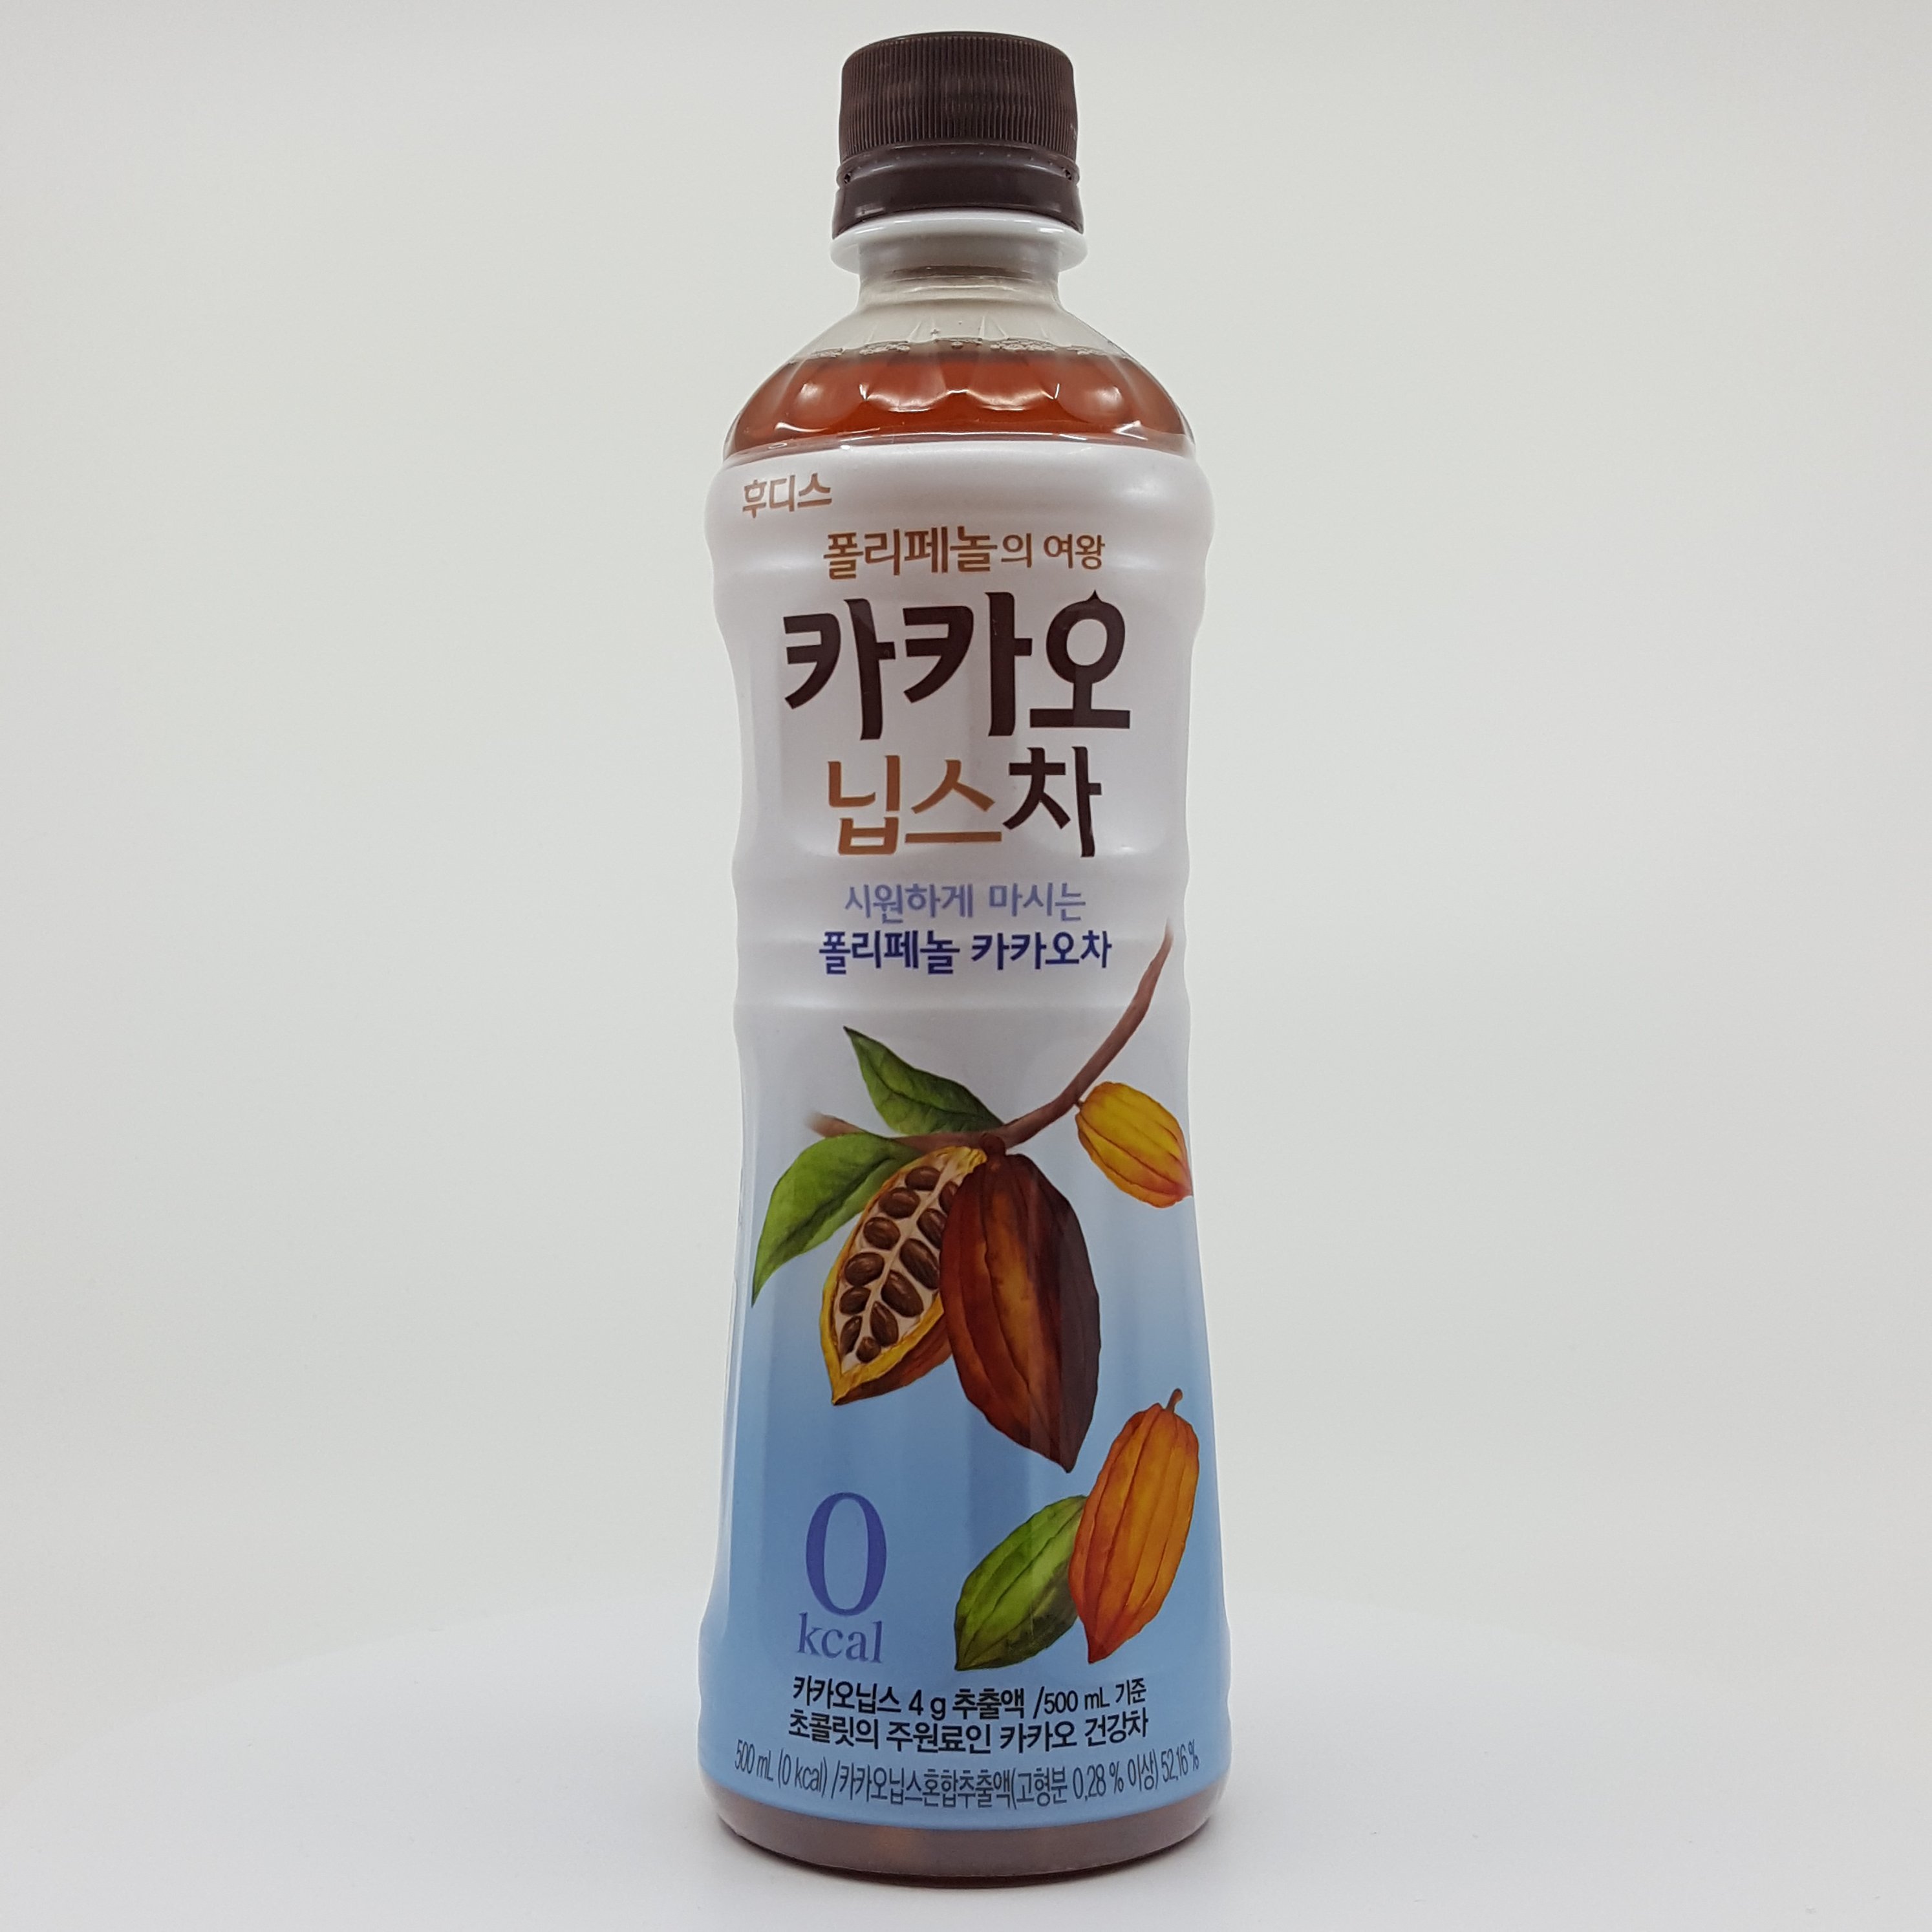 후디스
폴리페놀의 여왕
카카오
닙스차
시원하게 마시는
폴리페놀 카카오차
0
kcal
카카오닙스 4 g 추출액 /500 mL 기준
초콜릿의 주원료인 카카오 건강차
500 mL (0 kcal) /카카오닙스혼합추출액(고형분 0.28 % 이상) 52.16 %